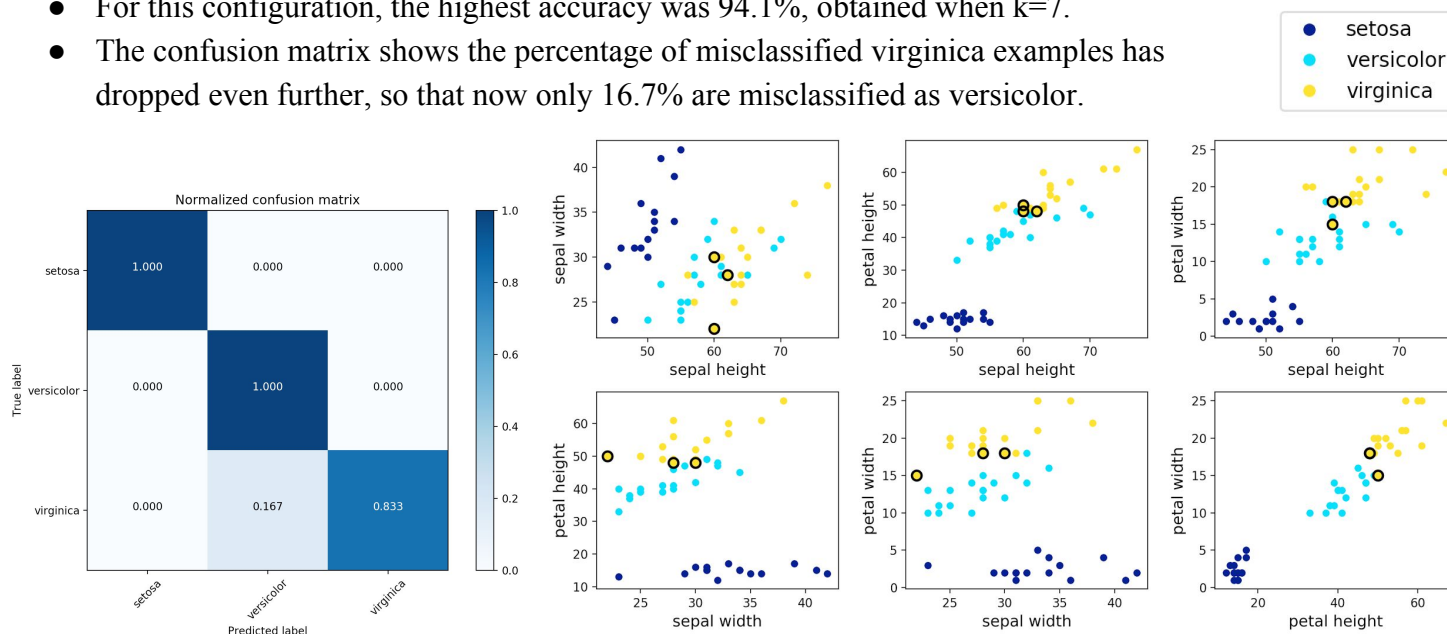 ● For this configuration, the highest accuracy was 94.1%, obtained when k=7.
● The confusion matrix shows the percentage of misclassified virginica examples has
dropped even further, so that now only 16.7% are misclassified as versicolor.
setosa
versicolor
virginica
Normalized confusion matrix
True label
setosa 1.000 0.000 0.000
versicolor 0.000 1.000 0.000
virginica 0.000 0.167 0.833
setosa versicolor virginica
Predicted label
1.0
0.8
0.6
0.4
0.2
0.0
sepal width
40
35
30
25
50 60 70
sepal height
petal height
60
50
40
30
20
10
50 60 70
sepal height
petal width
25
20
15
10
5
0
50 60 70
sepal height
petal height
60
50
40
30
20
10
25 30 35 40
sepal width
petal width
25
20
15
10
5
0
25 30 35 40
sepal width
petal width
25
20
15
10
5
0
20 40 60
petal height